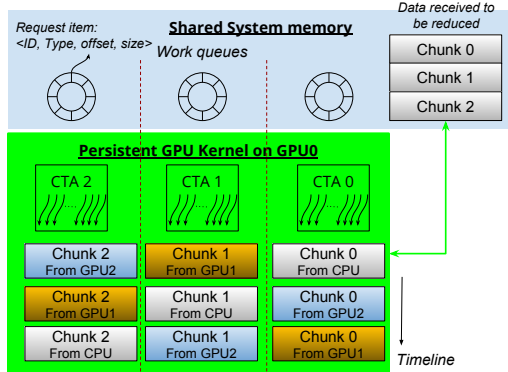 Request item:
<ID, Type, offset, size>
Shared System memory
Work queues
Data received to
be reduced
Chunk 0
Chunk 1
Chunk 2
Persistent GPU Kernel on GPU0
CTA 2
CTA 1
CTA 0
....
....
....
Chunk 2
From GPU2
Chunk 1
From GPU1
Chunk 0
From CPU
Chunk 2
From GPU1
Chunk 1
From CPU
Chunk 0
From GPU2
Chunk 2
From CPU
Chunk 1
From GPU2
Chunk 0
From GPU1
Timeline